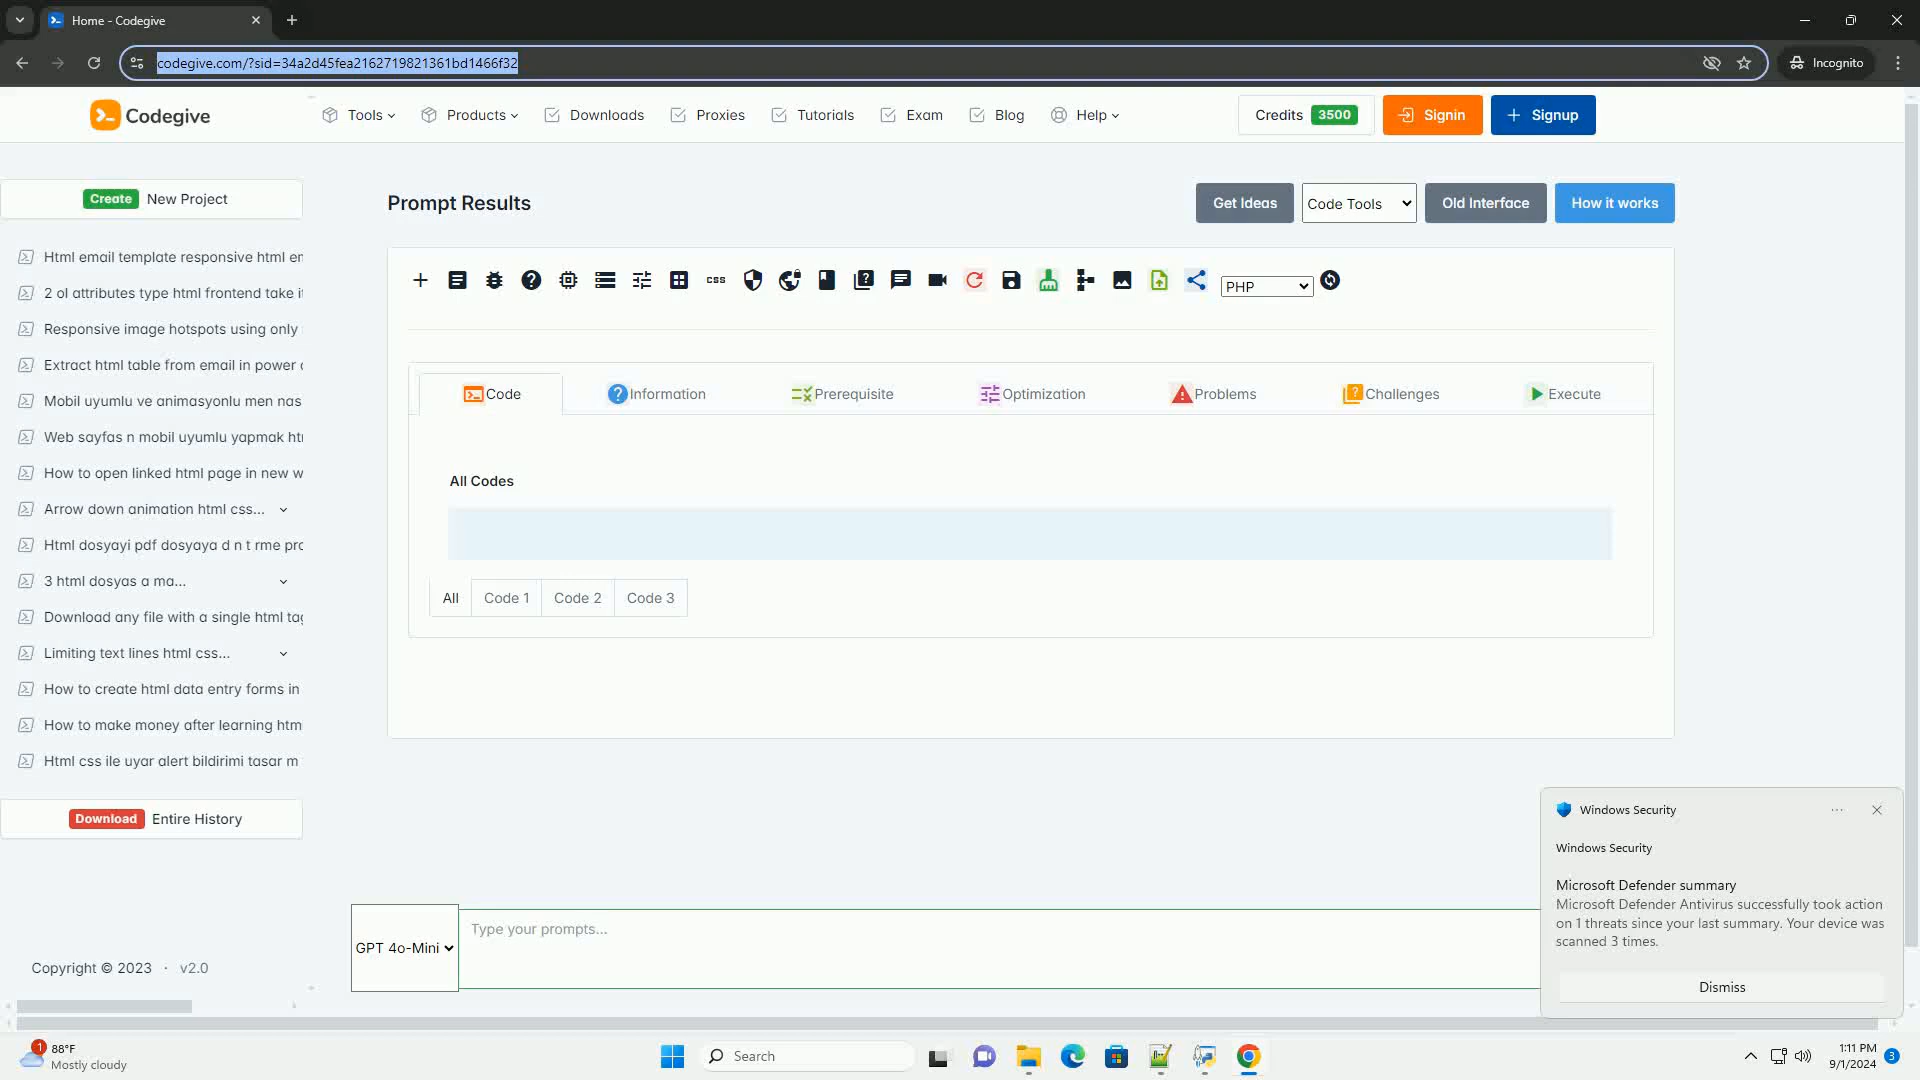 Home - Codegive
codegive.com/?sid=34a2d45fea2162719821361bd1466f32
Incognito
Codegive
Tools
Products
Downloads
Proxies
Tutorials
Exam
Blog
Help
Credits 3500
Signin
Signup
Create New Project
Html email template responsive html en
2 ol attributes type html frontend take it
Responsive image hotspots using only
Extract html table from email in power
Mobil uyumlu ve animasyonlu men nas
Web sayfas n mobil uyumlu yapmak htr
How to open linked html page in new w
Arrow down animation html css...
Html dosyayi pdf dosyaya d n t rme pro
3 html dosyas a ma...
Download any file with a single html tag
Limiting text lines html css...
How to create html data entry forms in
How to make money after learning htm
Html css ile uyar alert bildirimi tasar m
Download Entire History
Copyright © 2023 · v2.0
Prompt Results
Get Ideas
Code Tools
Old Interface
How it works
css
PHP
Code
Information
Prerequisite
Optimization
Problems
Challenges
Execute
All Codes
All
Code 1
Code 2
Code 3
GPT 4o-Mini
Type your prompts...
Windows Security
Windows Security
Microsoft Defender summary
Microsoft Defender Antivirus successfully took action
on 1 threats since your last summary. Your device was
scanned 3 times.
Dismiss
1
88°F
Mostly cloudy
Search
1:11 PM
9/1/2024
3